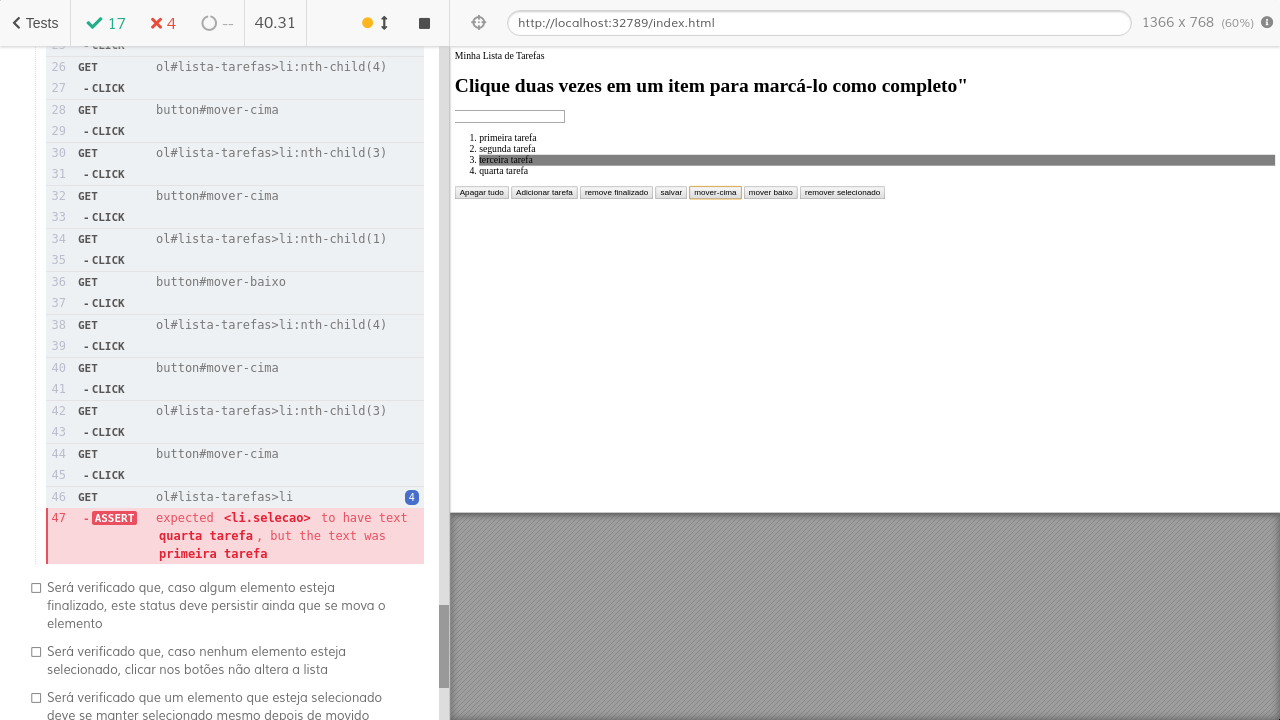 Tests
17
4
--
40.31
http://localhost:32789/index.html
1366 x 768 (60%)
25 - CLICK
26 GET ol#lista-tarefas>li:nth-child(4)
27 - CLICK
28 GET button#mover-cima
29 - CLICK
30 GET ol#lista-tarefas>li:nth-child(3)
31 - CLICK
32 GET button#mover-cima
33 - CLICK
34 GET ol#lista-tarefas>li:nth-child(1)
35 - CLICK
36 GET button#mover-baixo
37 - CLICK
38 GET ol#lista-tarefas>li:nth-child(4)
39 - CLICK
40 GET button#mover-cima
41 - CLICK
42 GET ol#lista-tarefas>li:nth-child(3)
43 - CLICK
44 GET button#mover-cima
45 - CLICK
46 GET ol#lista-tarefas>li 4
47 - ASSERT expected <li.selecao> to have text
quarta tarefa, but the text was
primeira tarefa
Será verificado que, caso algum elemento esteja
finalizado, este status deve persistir ainda que se mova o
elemento
Será verificado que, caso nenhum elemento esteja
selecionado, clicar nos botões não altera a lista
Será verificado que um elemento que esteja selecionado
deve se manter selecionado mesmo depois de movido
Minha Lista de Tarefas
Clique duas vezes em um item para marcá-lo como completo"
1. primeira tarefa
2. segunda tarefa
3. terceira tarefa
4. quarta tarefa
Apagar tudo Adicionar tarefa remove finalizado salvar mover-cima mover baixo remover selecionado